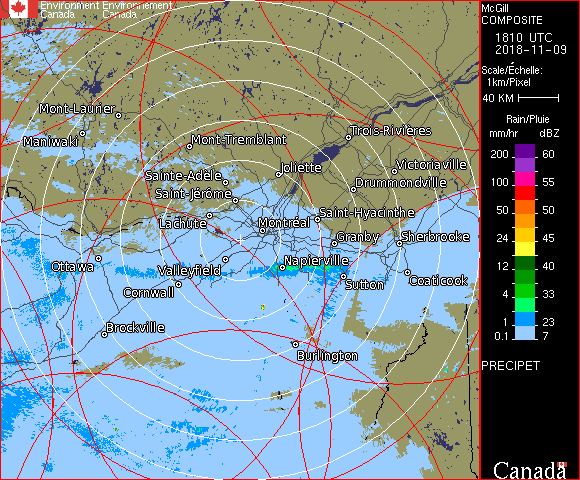 Environment Environnement
Canada Canada
McGill
COMPOSITE
1810 UTC
2018-11-09
Scale/Échelle:
1km/Pixel
40 KM
Rain/Pluie
mm/hr dBZ
200 60
100 55
50 50
24 45
12 40
4 33
1 23
0.1 7
PRECIPET
Canada
Mont-Laurier
Maniwaki
Mont-Tremblant
Trois-Rivières
Joliette
Victoriaville
Sainte-Adèle
Drummondville
Saint-Jérôme
Lachute
Saint-Hyacinthe
Montréal
Granby
Sherbrooke
Ottawa
Valleyfield
Napierville
Coaticook
Cornwall
Sutton
Brockville
Burlington